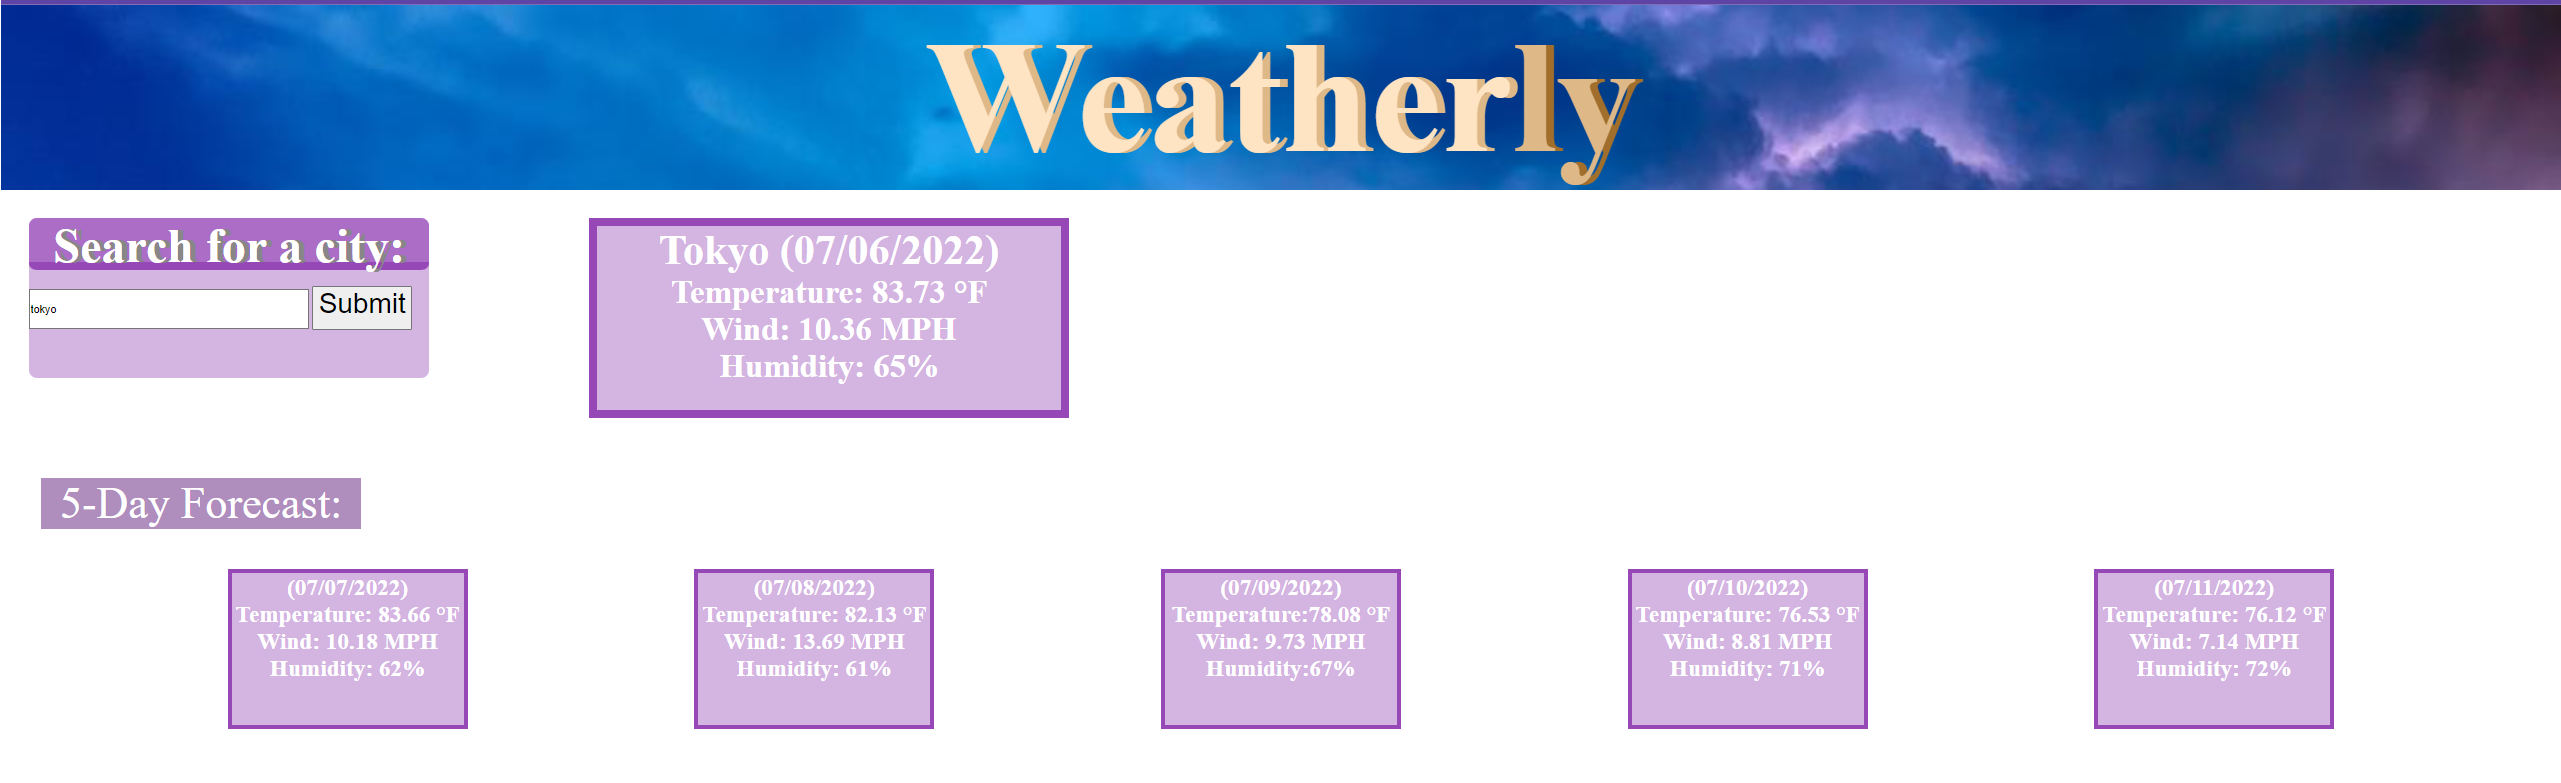 Weatherly
Search for a city:
tokyo
Submit
Tokyo (07/06/2022)
Temperature: 83.73 °F
Wind: 10.36 MPH
Humidity: 65%
5-Day Forecast:
(07/07/2022)
Temperature: 83.66 °F
Wind: 10.18 MPH
Humidity: 62%
(07/08/2022)
Temperature: 82.13 °F
Wind: 13.69 MPH
Humidity: 61%
(07/09/2022)
Temperature:78.08 °F
Wind: 9.73 MPH
Humidity:67%
(07/10/2022)
Temperature: 76.53 °F
Wind: 8.81 MPH
Humidity: 71%
(07/11/2022)
Temperature: 76.12 °F
Wind: 7.14 MPH
Humidity: 72%